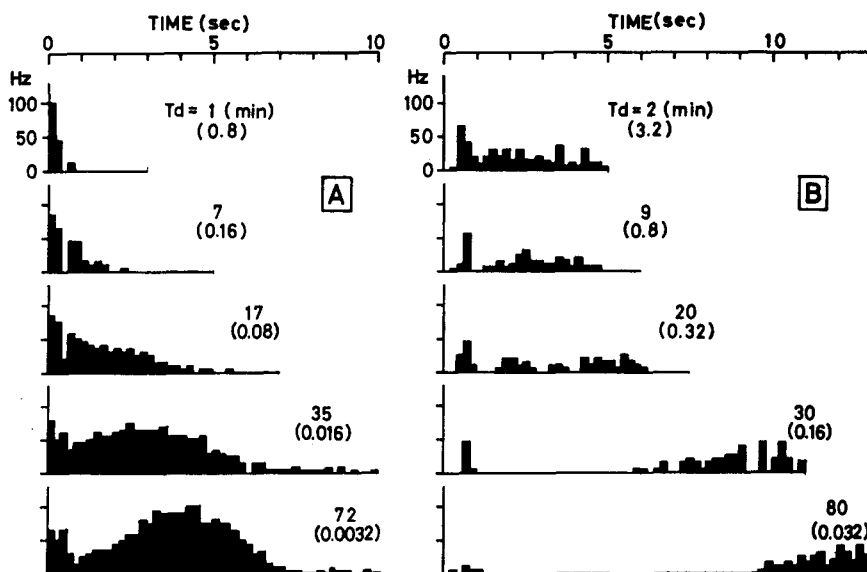 TIME (sec)
0 5 10
Hz
100
50
0
Td= 1 (min)
(0.8)
A
7
(0.16)
17
(0.08)
35
(0.016)
72
(0.0032)
TIME(sec)
0 5 10
Hz
100
50
0
Td=2 (min)
(3.2)
B
9
(0.8)
20
(0.32)
30
(0.16)
80
(0.032)